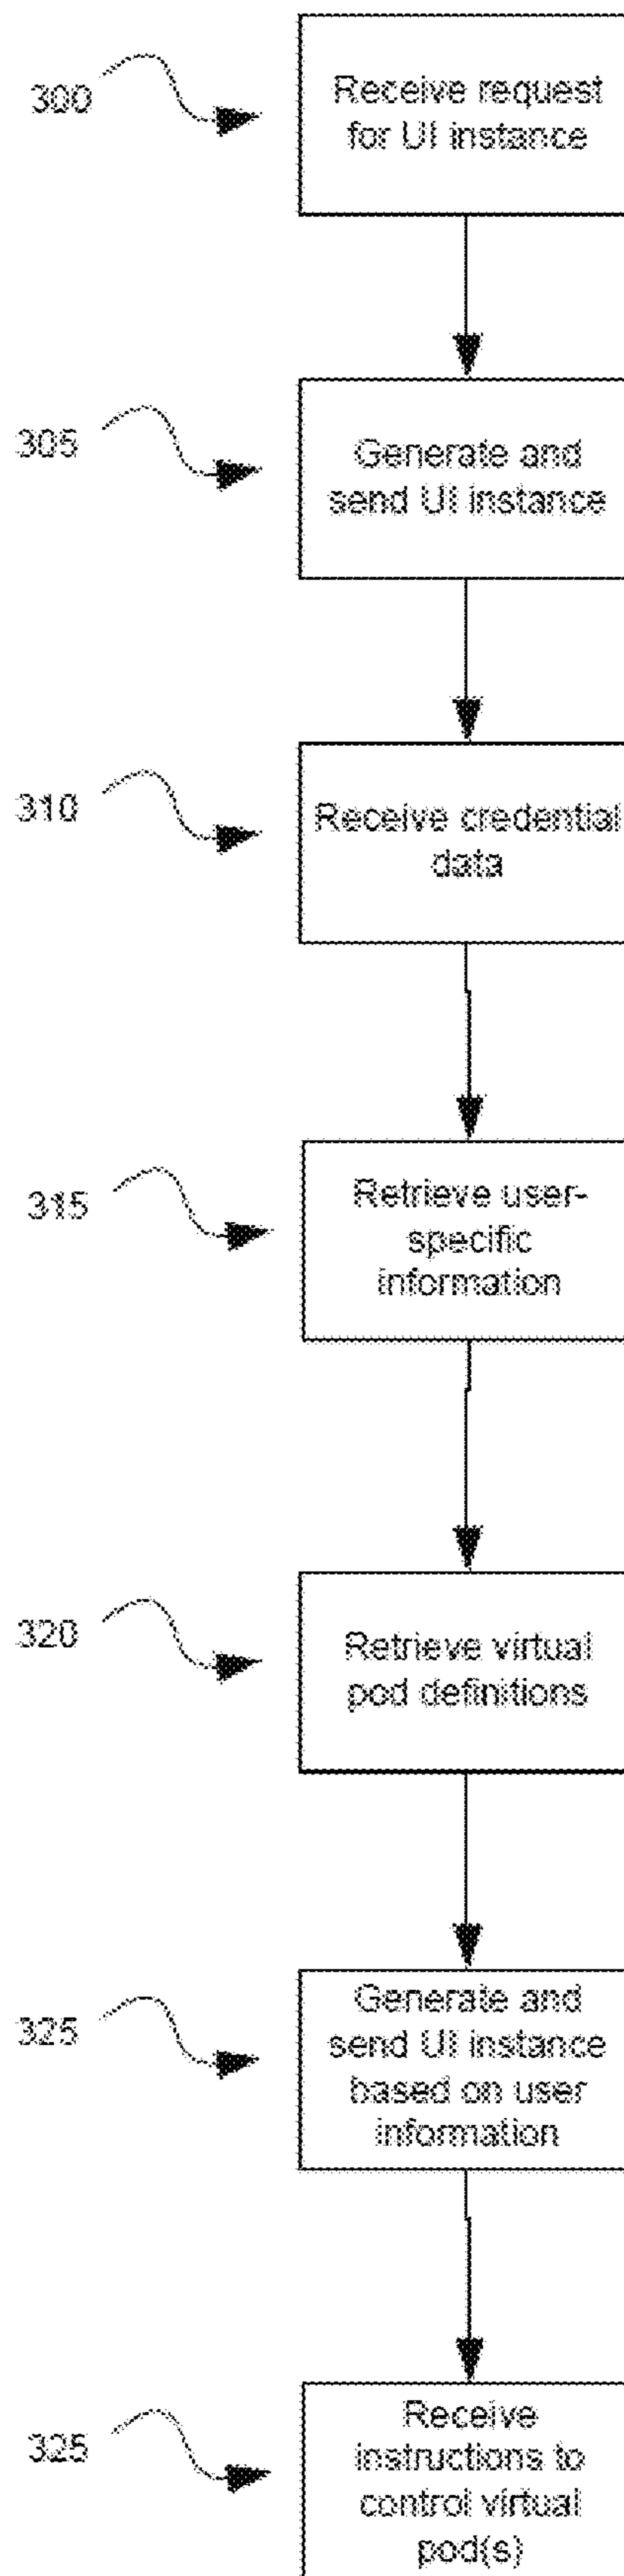 300
Receive request
for UI instance
305
Generate and
send UI instance
310
Receive credential
data
315
Retrieve user-
specific
information
320
Retrieve virtual
pod definitions
325
Generate and
send UI instance
based on user
information
325
Receive
instructions to
control virtual
pod(s)